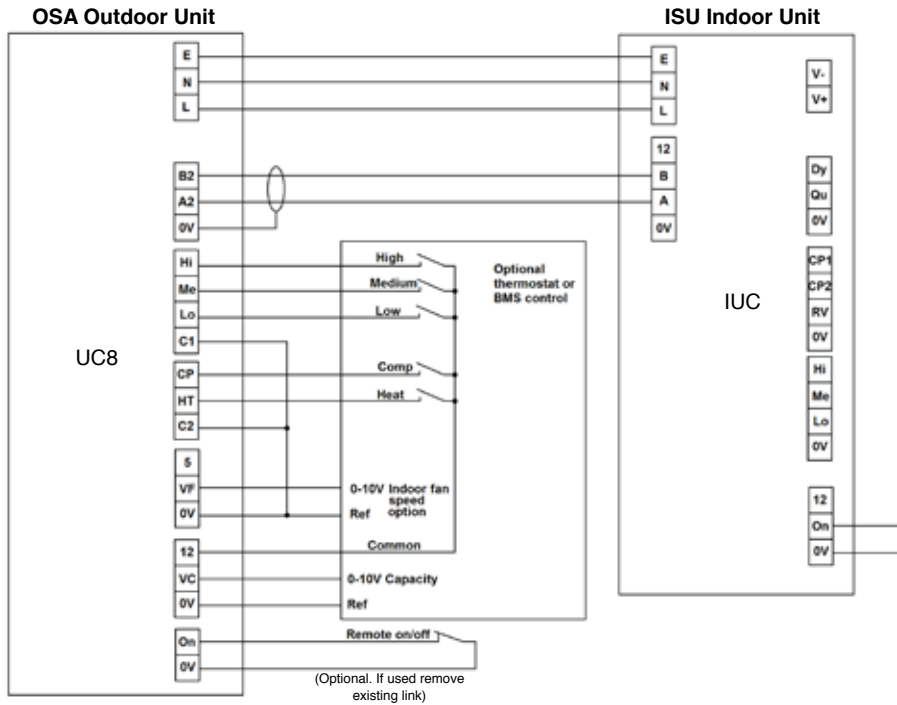 OSA Outdoor Unit
ISU Indoor Unit
E
N
L
B2
A2
0V
Hi
Me
Lo
C1
CP
HT
C2
5
VF
0V
12
VC
0V
On
0V
UC8
High
Medium
Low
Comp
Heat
Optional
thermostat or
BMS control
0-10V Indoor fan
speed
option
Ref
Common
0-10V Capacity
Ref
Remote on/off
(Optional. If used remove
existing link)
E
N
L
12
B
A
0V
IUC
V-
V+
Dy
Qu
0V
CP1
CP2
RV
0V
Hi
Me
Lo
0V
12
On
0V